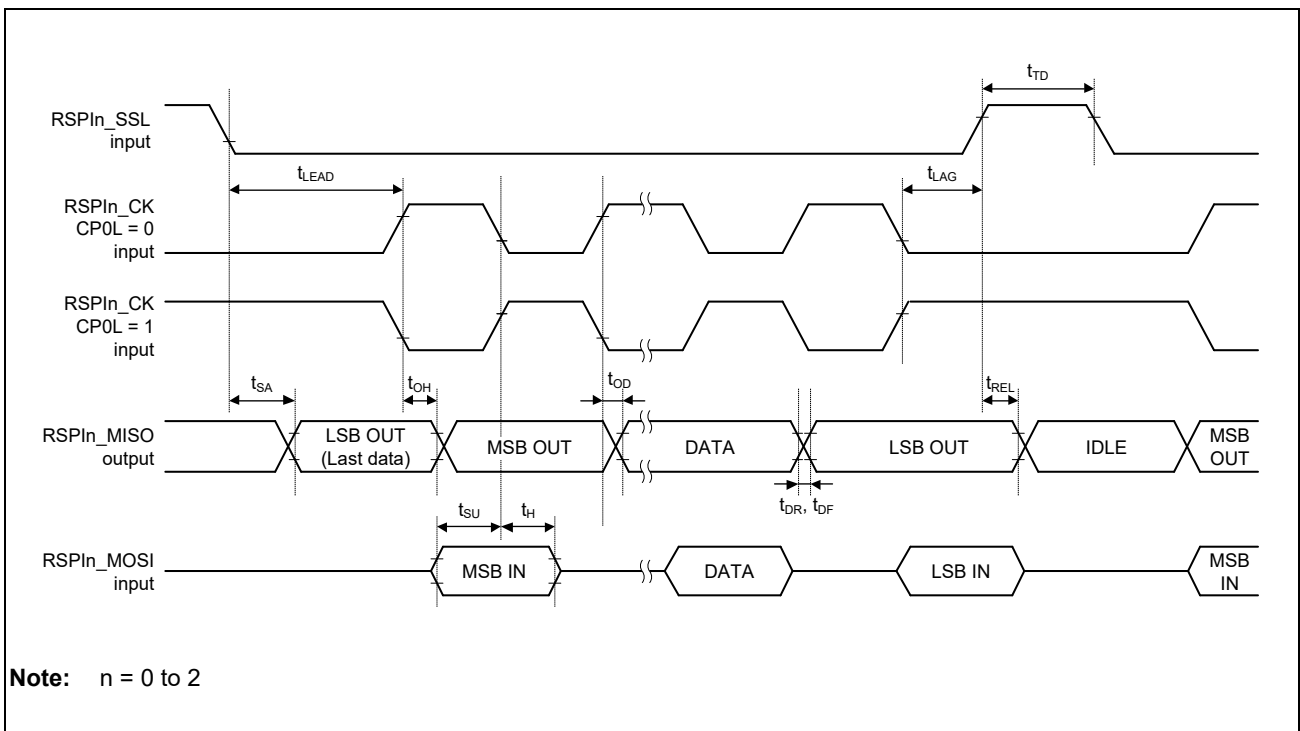 tTD
RSPIn_SSL
input
tLEAD
tLAG
RSPIn_CK
CP0L = 0
input
RSPIn_CK
CP0L = 1
input
tSA
tOH
tOD
tREL
RSPIn_MISO
output
LSB OUT
(Last data)
MSB OUT
DATA
LSB OUT
IDLE
MSB
OUT
tDR, tDF
tSU
tH
RSPIn_MOSI
input
MSB IN
DATA
LSB IN
MSB
IN
Note: n = 0 to 2